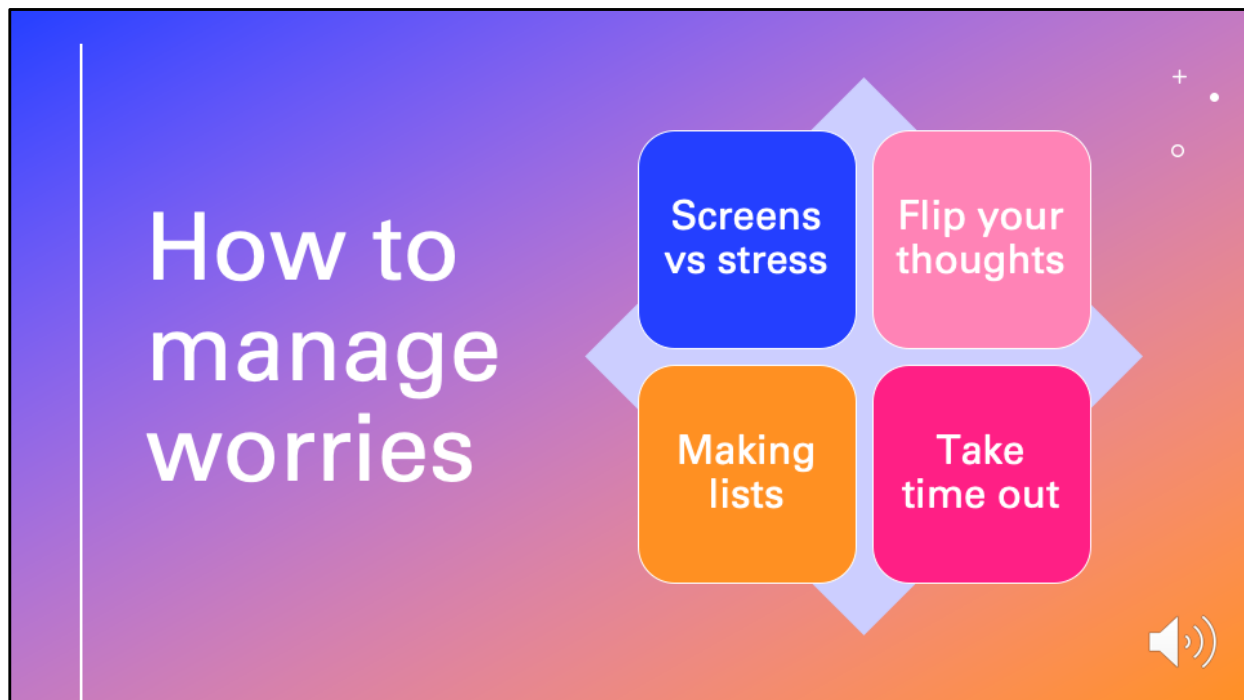 How to
manage
worries
Screens
vs stress
Flip your
thoughts
Making
lists
Take
time out